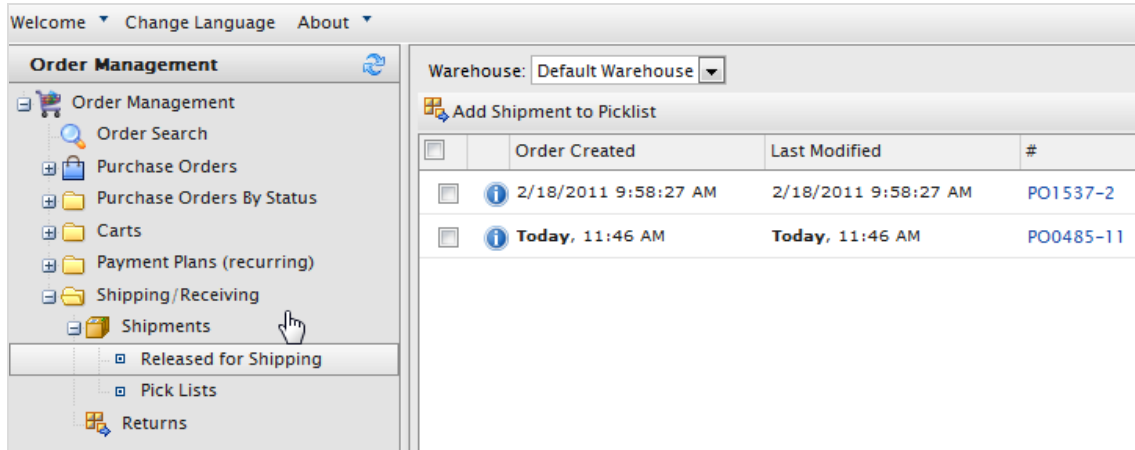 Welcome Change Language About
Order Management
Order Management
Order Search
Purchase Orders
Purchase Orders By Status
Carts
Payment Plans (recurring)
Shipping/Receiving
Shipments
Released for Shipping
Pick Lists
Returns
Warehouse: Default Warehouse
Add Shipment to Picklist
Order Created Last Modified #
2/18/2011 9:58:27 AM 2/18/2011 9:58:27 AM PO1537-2
Today, 11:46 AM Today, 11:46 AM PO0485-11